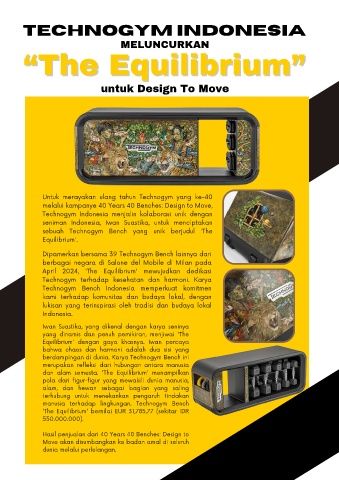 TECHNOGYM INDONESIA
MELUNCURKAN
"The Equilibrium"
untuk Design To Move
TECHNOGYM
Untuk merayakan ulang tahun Technogym yang ke-40
melalui kampanye 40 Years 40 Benches: Design to Move,
Technogym Indonesia menjalin kolaborasi unik dengan
seniman Indonesia, Iwan Suastika, untuk menciptakan
sebuah Technogym Bench yang unik berjudul 'The
Equilibrium'.
Dipamerkan bersama 39 Technogym Bench lainnya dari
berbagai negara di Salone del Mobile di Milan pada
April 2024, 'The Equilibrium' mewujudkan dedikasi
Technogym terhadap kesehatan dan harmoni. Karya
Technogym Bench Indonesia memperkuat komitmen
kami terhadap komunitas dan budaya lokal, dengan
lukisan yang terinspirasi oleh tradisi dan budaya lokal
Indonesia.
Iwan Suastika, yang dikenal dengan karya seninya
yang dinamis dan penuh pemikiran, menjiwai 'The
Equilibrium' dengan gaya khasnya. Iwan percaya
bahwa chaos dan harmoni adalah dua sisi yang
berdampingan di dunia. Karya Technogym Bench ini
merupakan refleksi dari hubungan antara manusia
dan alam semesta. 'The Equilibrium' menampilkan
pola dari figur-figur yang mewakili dunia manusia,
alam, dan hewan sebagai bagian yang saling
terhubung untuk menekankan pengaruh tindakan
manusia terhadap lingkungan. Technogym Bench
'The Equilibrium' bernilai EUR 31,785,77 (sekitar IDR
550.000.000).
Hasil penjualan dari 40 Years 40 Benches: Design to
Move akan disumbangkan ke badan amal di seluruh
dunia melalui perlelangan.